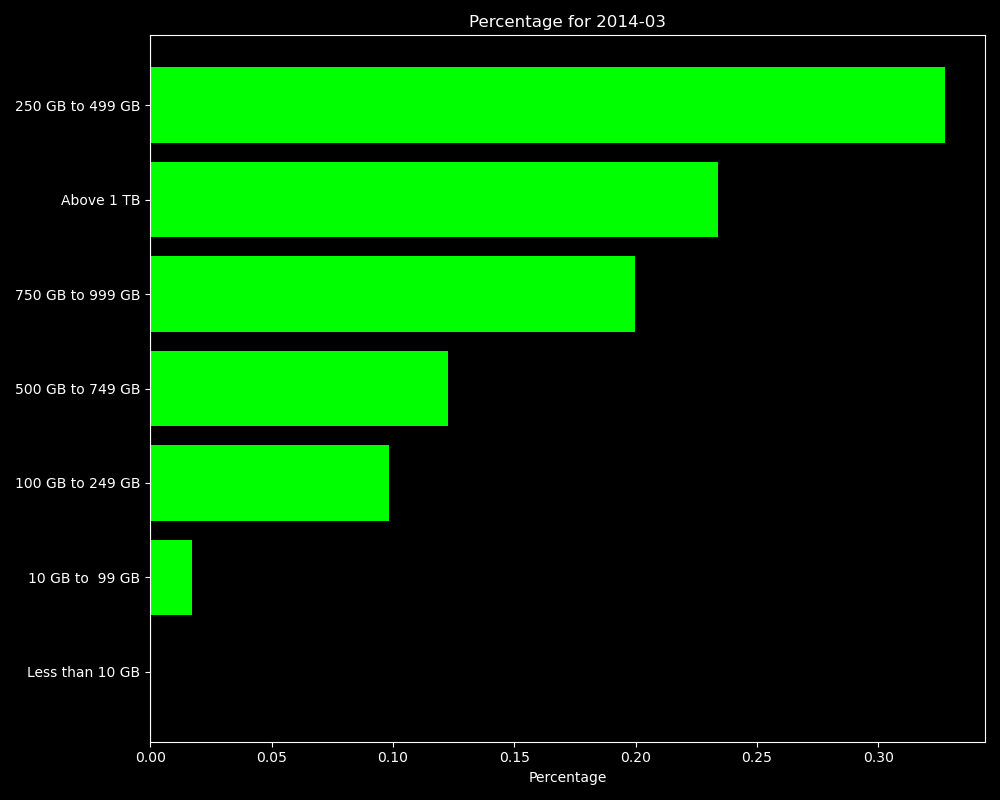 Percentage for 2014-03
250 GB to 499 GB
Above 1 TB
750 GB to 999 GB
500 GB to 749 GB
100 GB to 249 GB
10 GB to  99 GB
Less than 10 GB
0.00 0.05 0.10 0.15 0.20 0.25 0.30
Percentage